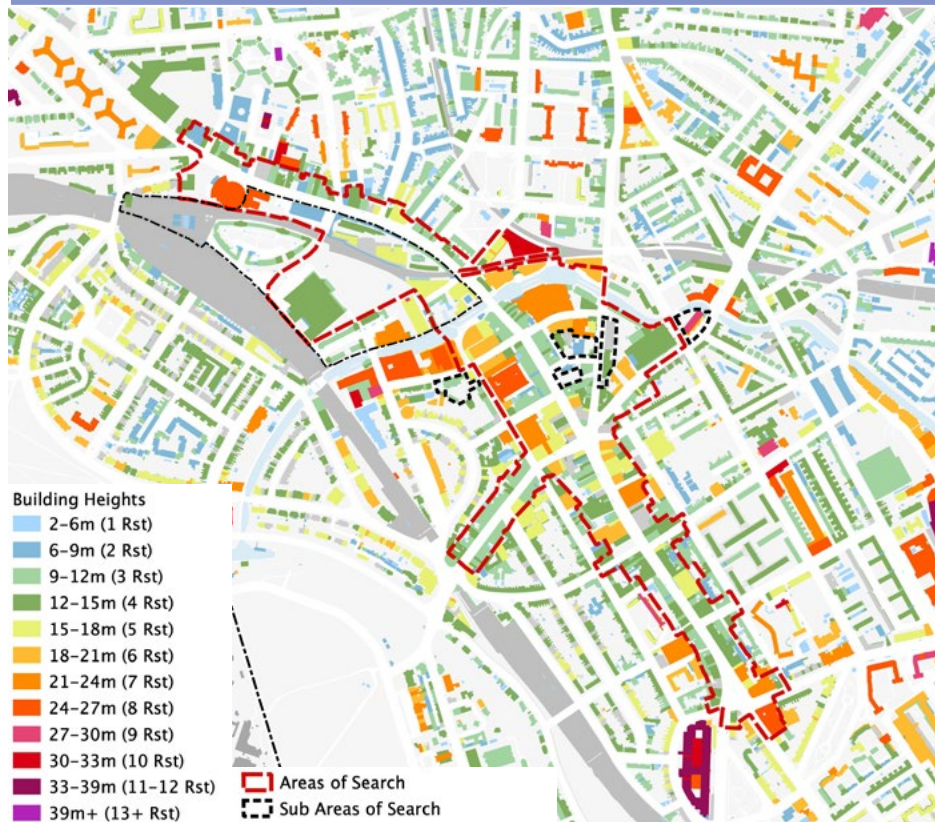 Building Heights
2-6m (1 Rst)
6-9m (2 Rst)
9-12m (3 Rst)
12-15m (4 Rst)
15-18m (5 Rst)
18-21m (6 Rst)
21-24m (7 Rst)
24-27m (8 Rst)
27-30m (9 Rst)
30-33m (10 Rst)
33-39m (11-12 Rst)
39m+ (13+ Rst)
Areas of Search
Sub Areas of Search